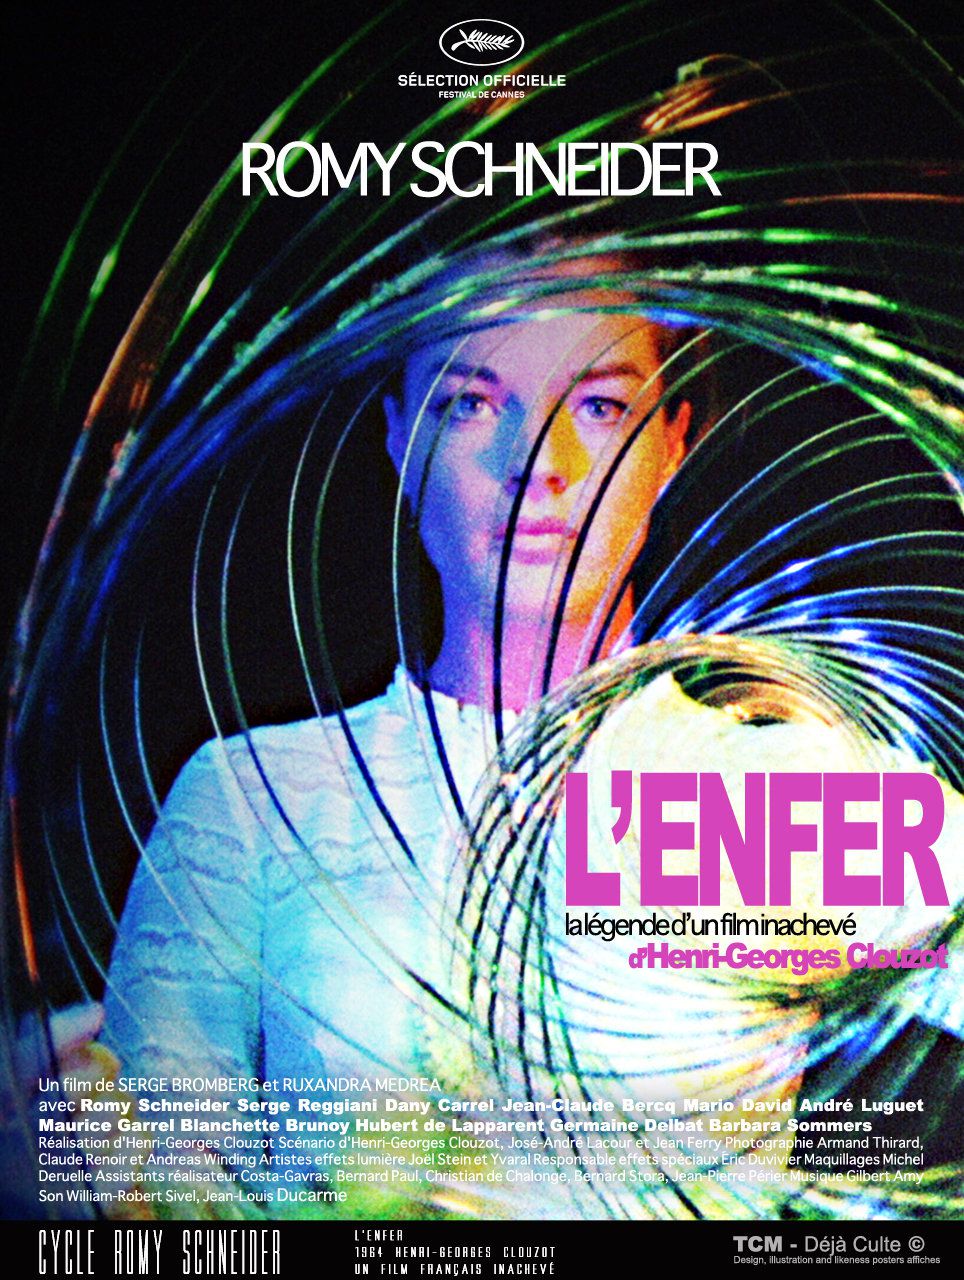 SÉLECTION OFFICIELLE
FESTIVAL DE CANNES
ROMY SCHNEIDER
L'ENFER
la légende d'un film inachevé
d'Henri-Georges Clouzot
Un film de SERGE BROMBERG et RUXANDRA MEDREA
avec Romy Schneider Serge Reggiani Dany Carrel Jean-Claude Bercq Mario David André Luguet
Maurice Garrel Blanchette Brunoy Hubert de Lapparent Germaine Delbat Barbara Sommers
Réalisation d'Henri-Georges Clouzot Scénario d'Henri-Georges Clouzot, José-André Lacour et Jean Ferry Photographie Armand Thirard,
Claude Renoir et Andreas Winding Artistes effets lumière Joël Stein et Yvaral Responsable effets spéciaux Eric Duvivier Maquillages Michel
Deruelle Assistants réalisateur Costa-Gavras, Bernard Paul, Christian de Chalonge, Bernard Stora, Jean-Pierre Périer Musique Gilbert Amy
Son William-Robert Sivel, Jean-Louis Ducarme
CYCLE ROMY SCHNEIDER
L'ENFER
1964 HENRI-GEORGES CLOUZOT
UN FILM FRANÇAIS INACHEVÉ
TCM - Déjà Culte ©
Design, illustration and likeness posters affiches